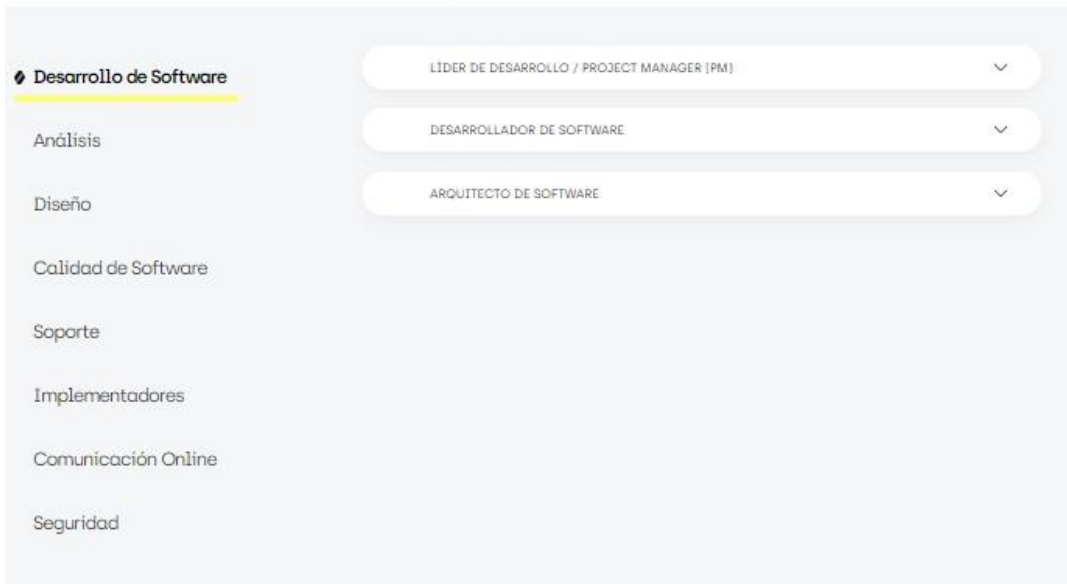 Desarrollo de Software
Análisis
Diseño
Calidad de Software
Soporte
Implementadores
Comunicación Online
Seguridad
LÍDER DE DESARROLLO / PROJECT MANAGER (PM)
DESARROLLADOR DE SOFTWARE
ARQUITECTO DE SOFTWARE